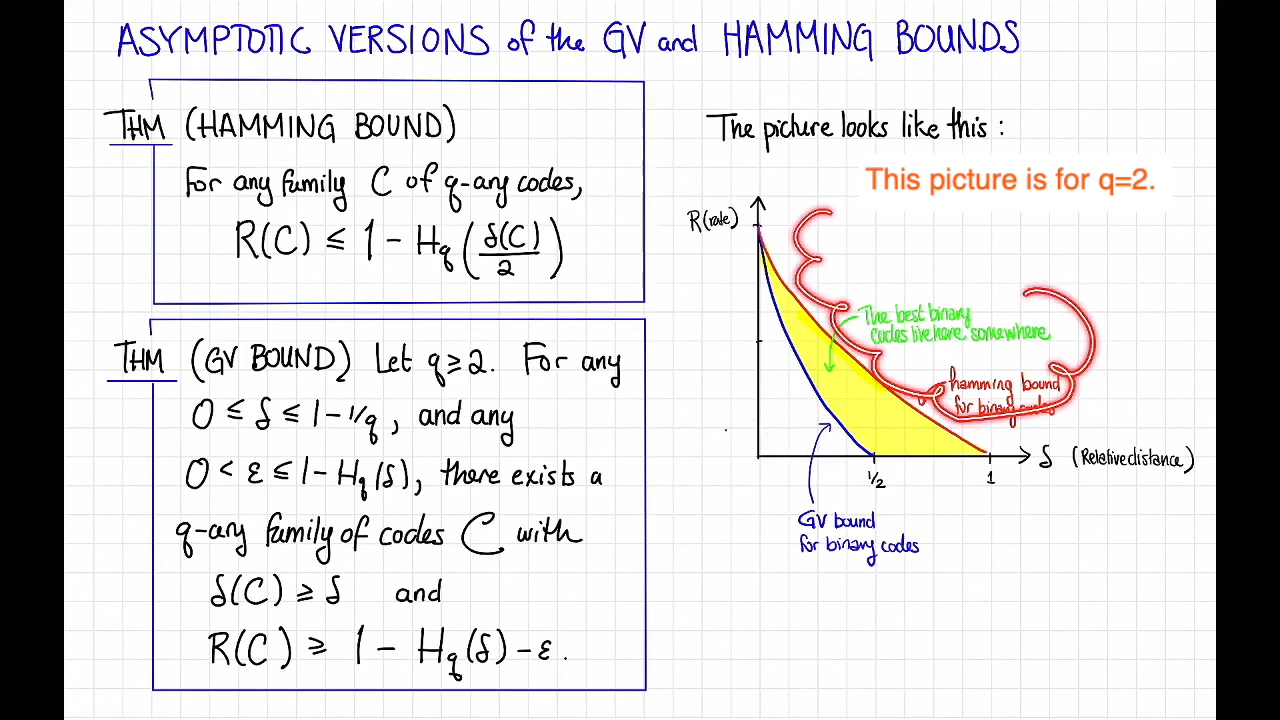 ASYMPTOTIC VERSIONS of the GV and HAMMING BOUNDS
THM (HAMMING BOUND)
For any family C of q-ary codes,
R(C) ≤ 1 - H_q (δ(C)/2)
THM (GV BOUND) Let q ≥ 2. For any
0 ≤ δ ≤ 1 - 1/q, and any
0 < ε ≤ 1 - H_q(δ), there exists a
q-ary family of codes C with
δ(C) ≥ δ and
R(C) ≥ 1 - H_q(δ) - ε.
The picture looks like this:
This picture is for q=2.
R(rate)
The best binary
codes live here somewhere
hamming bound
for binary codes
1/2
1
δ (Relative distance)
GV bound
for binary codes